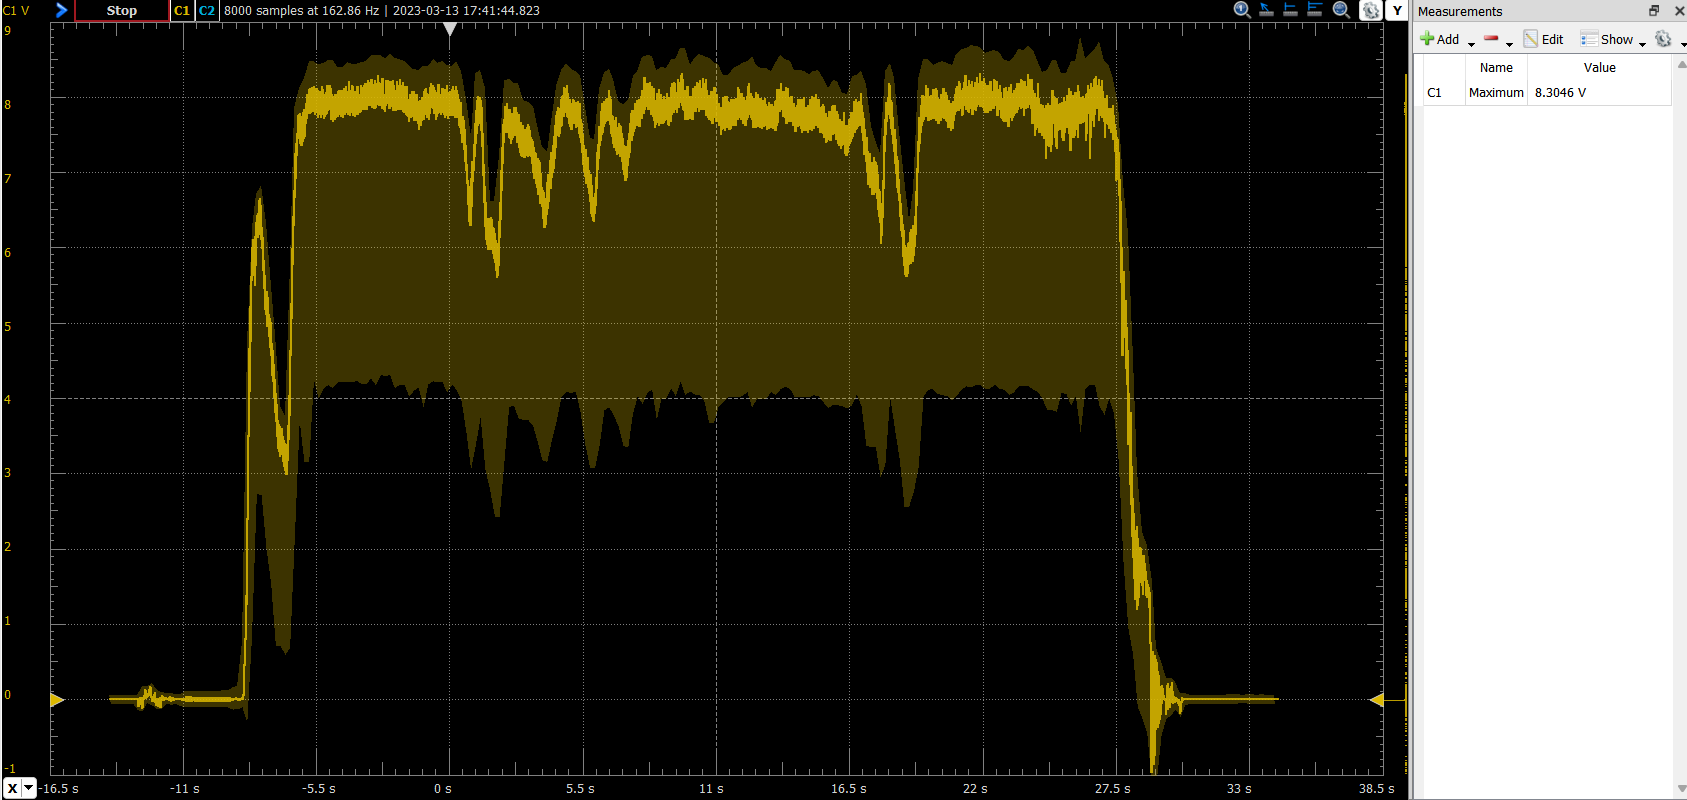 C1 V Stop C1 C2 8000 samples at 162.86 Hz | 2023-03-13 17:41:44.823 Y
9
8
7
6
5
4
3
2
1
0
-1
X -16.5 s -11 s -5.5 s 0 s 5.5 s 11 s 16.5 s 22 s 27.5 s 33 s 38.5 s
Measurements
Add Edit Show
Name Value
C1 Maximum 8.3046 V